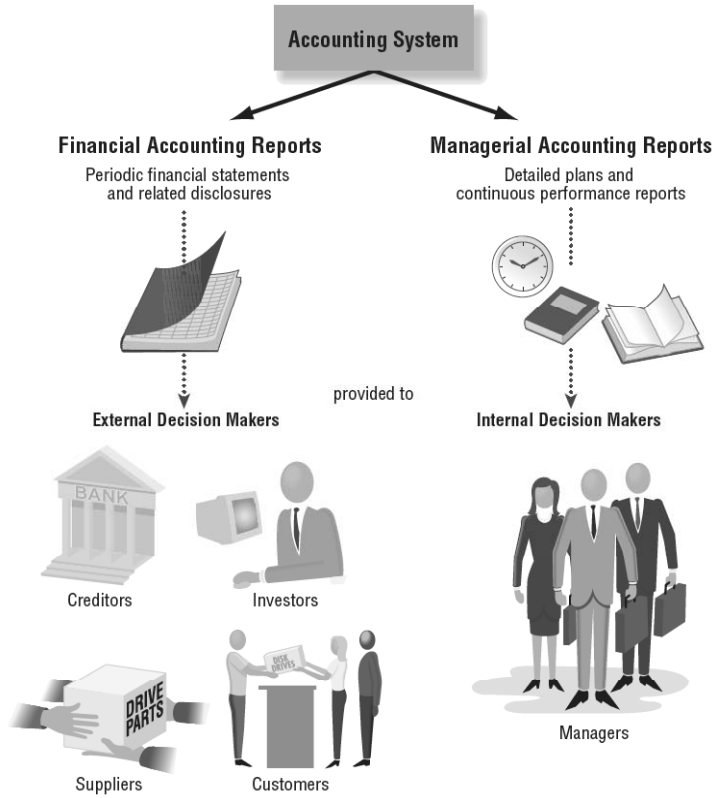 Accounting System
Financial Accounting Reports
Periodic financial statements
and related disclosures
Managerial Accounting Reports
Detailed plans and
continuous performance reports
provided to
External Decision Makers
Internal Decision Makers
BANK
Creditors
Investors
DRIVE
PARTS
Suppliers
DISK
DRIVES
Customers
Managers